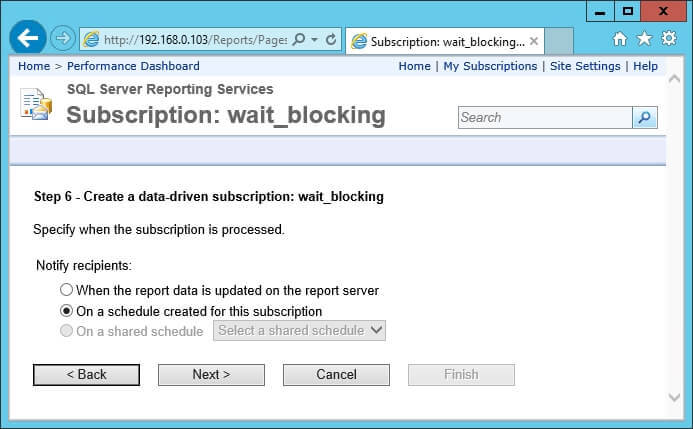 http://192.168.0.103/Reports/Pages
Subscription: wait_blocking...
Home > Performance Dashboard
Home | My Subscriptions | Site Settings | Help
SQL Server Reporting Services
Subscription: wait_blocking
Search
Step 6 - Create a data-driven subscription: wait_blocking
Specify when the subscription is processed.
Notify recipients:
When the report data is updated on the report server
On a schedule created for this subscription
On a shared schedule Select a shared schedule
< Back Next > Cancel Finish